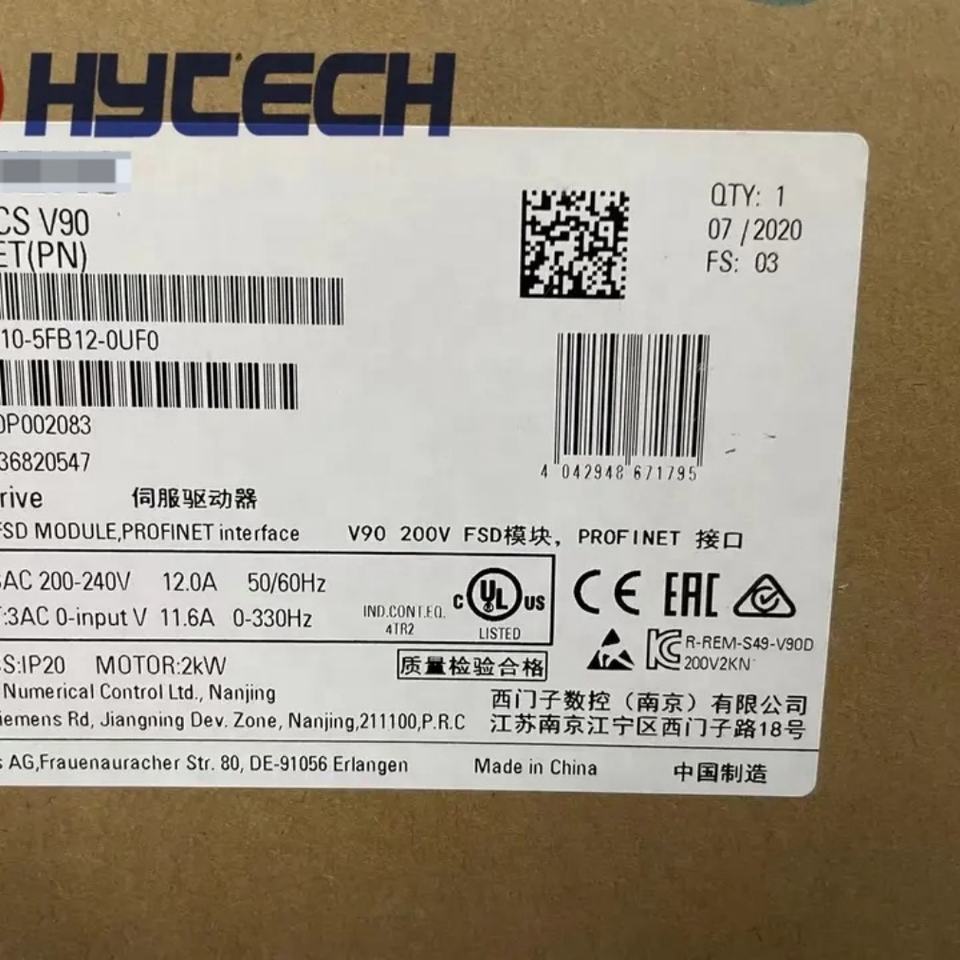 HYTECH
CS V90
ET(PN)
QTY: 1
07 / 2020
FS: 03
10-5FB12-0UF0
0P002083
36820547
4 042948 671795
rive 伺服驱动器
FSD MODULE,PROFINET interface V90 200V FSD模块, PROFINET 接口
3AC 200-240V 12.0A 50/60Hz
T:3AC 0-input V 11.6A 0-330Hz
IND.CONT.EQ.
4TR2
C UL US
LISTED
CE EAC
SS:IP20 MOTOR:2kW
质量检验合格
R-REM-S49-V90D
200V2KN
Numerical Control Ltd., Nanjing
西门子数控（南京）有限公司
iemens Rd, Jiangning Dev. Zone, Nanjing,211100,P.R.C
江苏南京江宁区西门子路18号
s AG,Frauenauracher Str. 80, DE-91056 Erlangen Made in China 中国制造